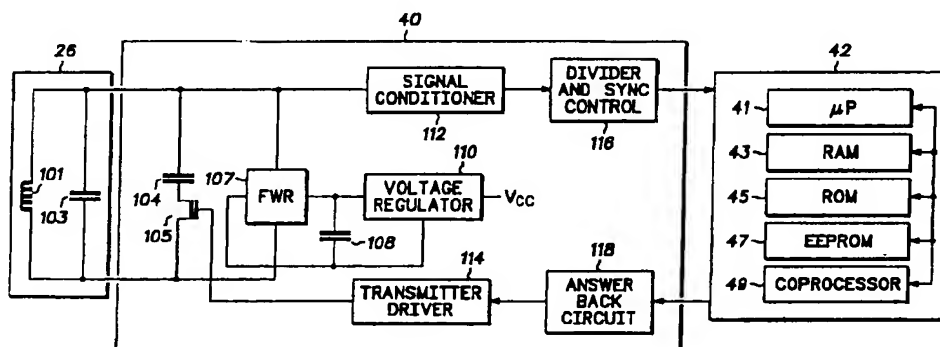 40
26
42
SIGNAL
CONDITIONER
112
DIVIDER
AND SYNC
CONTROL
116
41
μP
43
RAM
45
ROM
47
EEPROM
49
COPROCESSOR
101
103
104
105
107
FWR
110
VOLTAGE
REGULATOR
VCC
108
114
TRANSMITTER
DRIVER
118
ANSWER
BACK
CIRCUIT